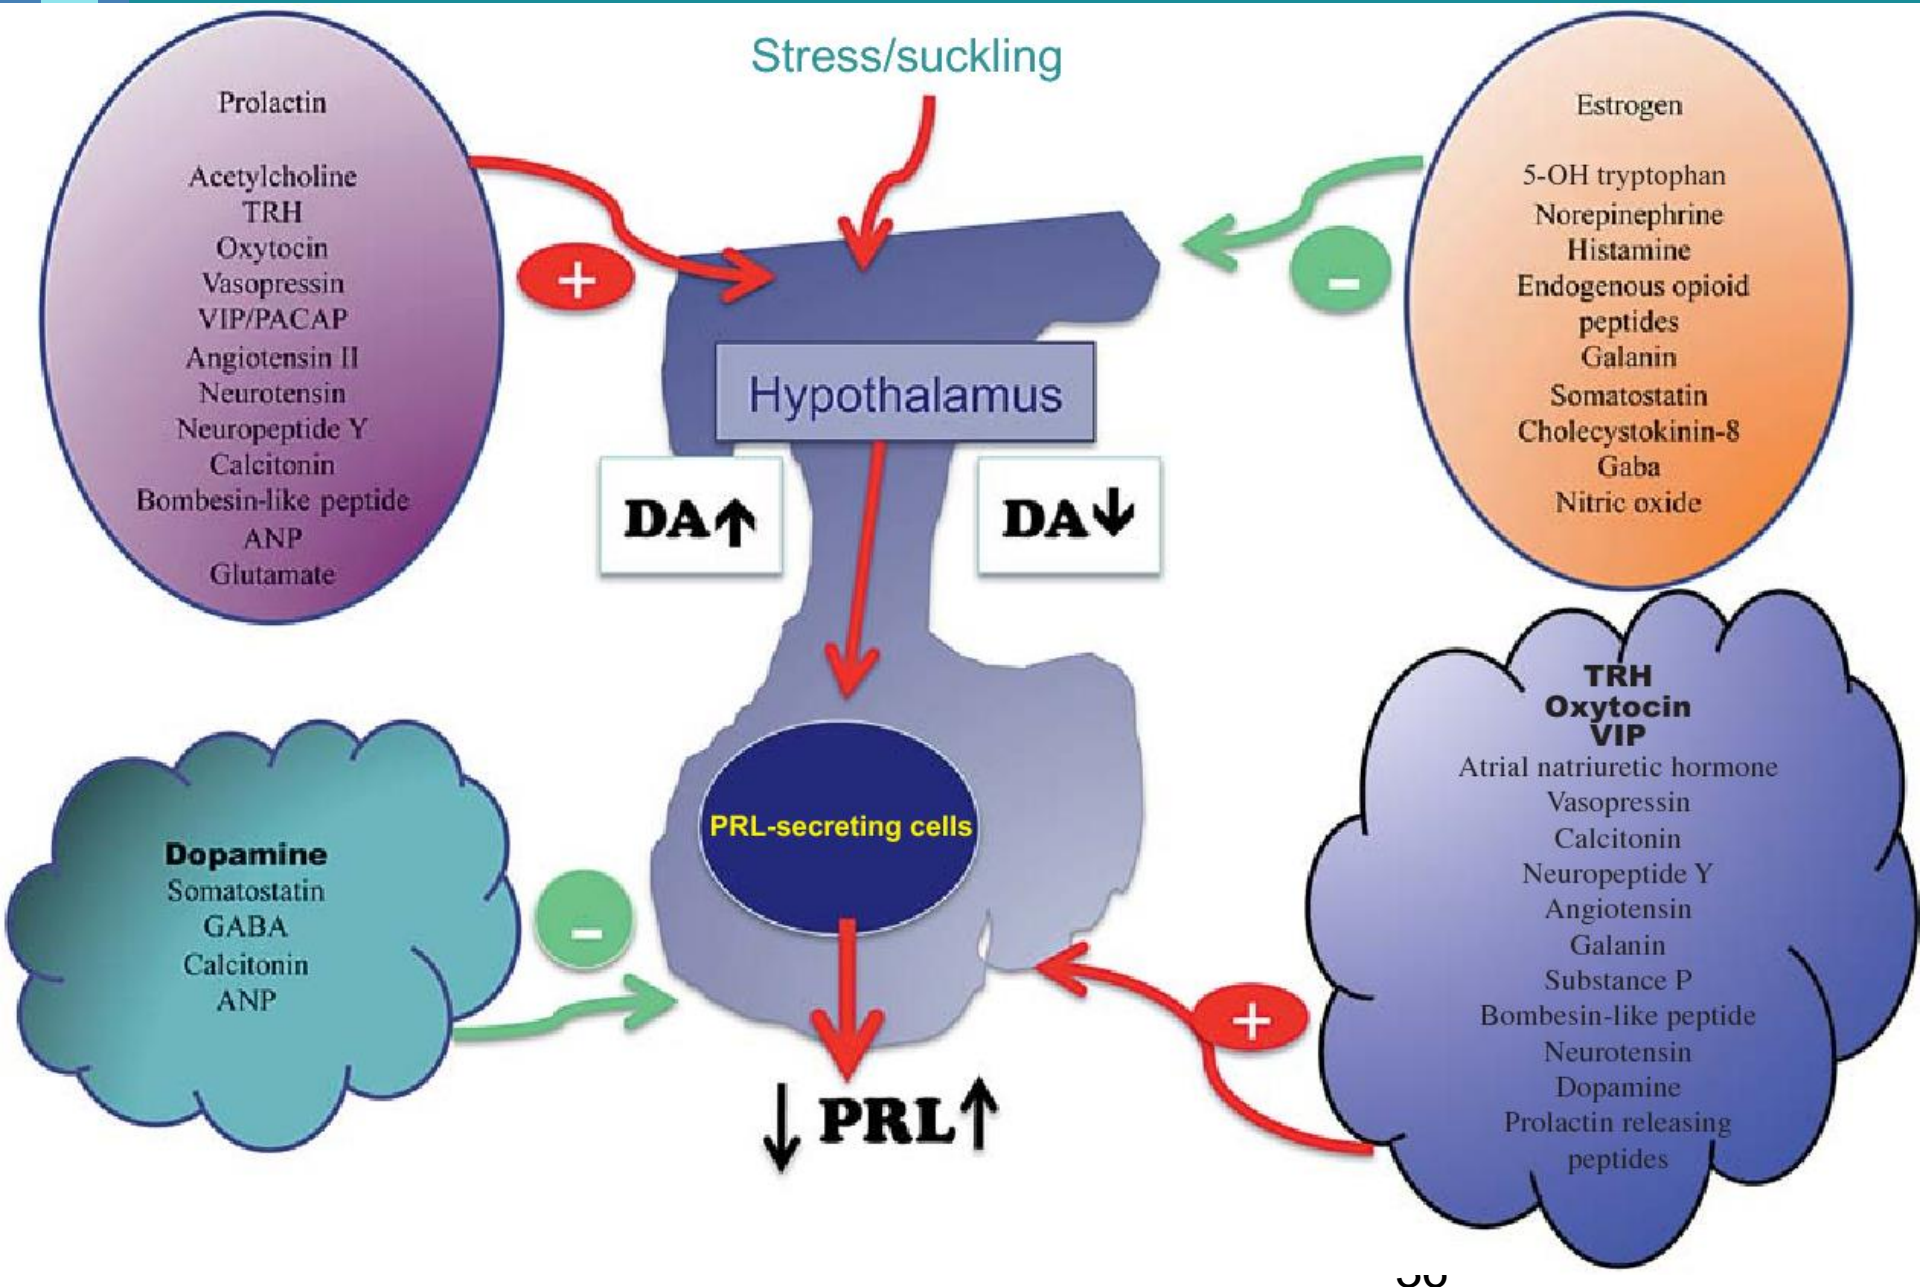 Stress/suckling
Prolactin
Acetylcholine
TRH
Oxytocin
Vasopressin
VIP/PACAP
Angiotensin II
Neurotensin
Neuropeptide Y
Calcitonin
Bombesin-like peptide
ANP
Glutamate
+
Estrogen
5-OH tryptophan
Norepinephrine
Histamine
Endogenous opioid
peptides
Galanin
Somatostatin
Cholecystokinin-8
Gaba
Nitric oxide
-
Hypothalamus
DA↑
DA↓
PRL-secreting cells
Dopamine
Somatostatin
GABA
Calcitonin
ANP
-
TRH
Oxytocin
VIP
Atrial natriuretic hormone
Vasopressin
Calcitonin
Neuropeptide Y
Angiotensin
Galanin
Substance P
Bombesin-like peptide
Neurotensin
Dopamine
Prolactin releasing
peptides
+
↓ PRL↑